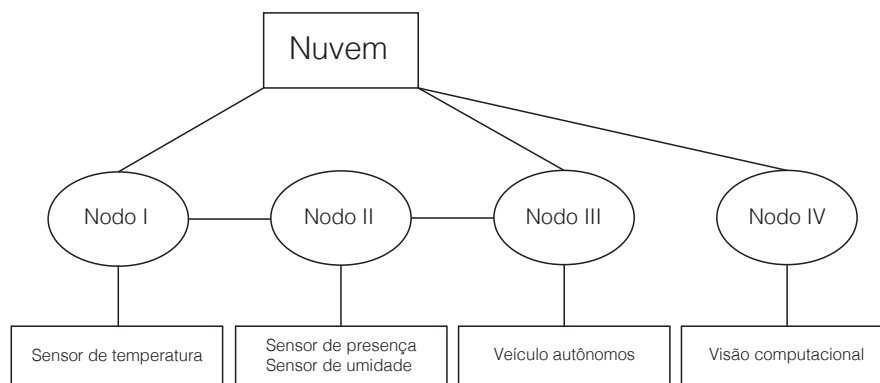 Nuvem
Nodo I
Nodo II
Nodo III
Nodo IV
Sensor de temperatura
Sensor de presença
Sensor de umidade
Veículo autônomos
Visão computacional